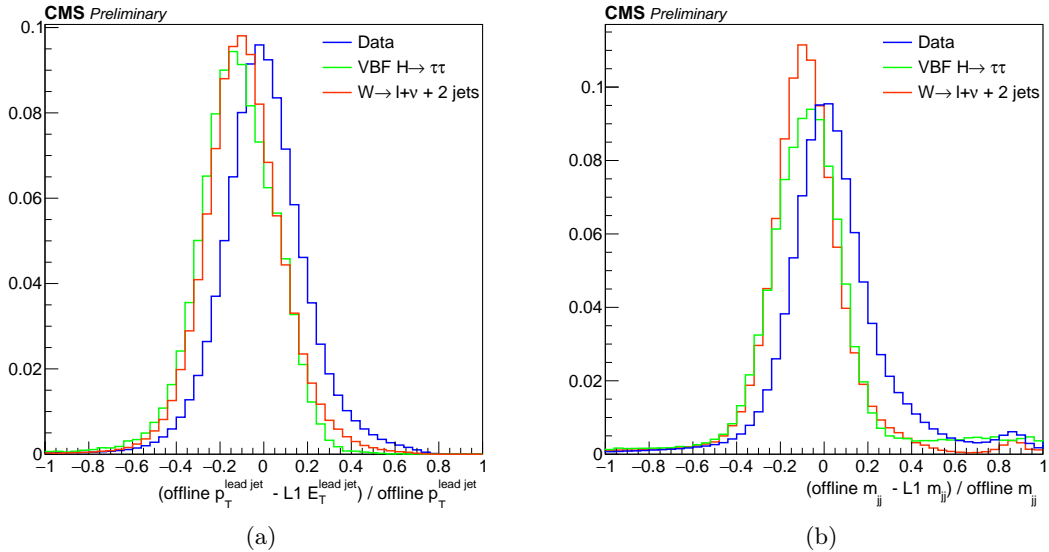 CMS Preliminary
Data
VBF H→ ττ
W→ l+ν + 2 jets
0.1
0.08
0.06
0.04
0.02
0
−1 −0.8 −0.6 −0.4 −0.2 0 0.2 0.4 0.6 0.8 1
(offline p_T^{lead jet} - L1 E_T^{lead jet}) / offline p_T^{lead jet}
(a)
CMS Preliminary
Data
VBF H→ ττ
W→ l+ν + 2 jets
0.1
0.08
0.06
0.04
0.02
0
−1 −0.8 −0.6 −0.4 −0.2 0 0.2 0.4 0.6 0.8 1
(offline m_jj - L1 m_jj) / offline m_jj
(b)